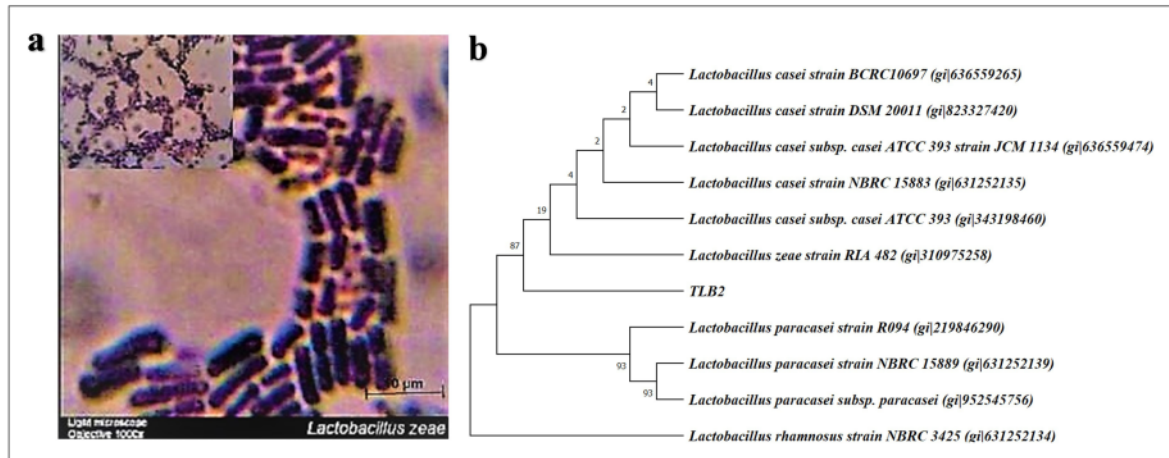 a
10 µm
Light microscope
Objective 100x
Lactobacillus zeae
b
Lactobacillus casei strain BCRC10697 (gi|636559265)
Lactobacillus casei strain DSM 20011 (gi|823327420)
Lactobacillus casei subsp. casei ATCC 393 strain JCM 1134 (gi|636559474)
Lactobacillus casei strain NBRC 15883 (gi|631252135)
Lactobacillus casei subsp. casei ATCC 393 (gi|343198460)
Lactobacillus zeae strain RIA 482 (gi|310975258)
TLB2
Lactobacillus paracasei strain R094 (gi|219846290)
Lactobacillus paracasei strain NBRC 15889 (gi|631252139)
Lactobacillus paracasei subsp. paracasei (gi|952545756)
Lactobacillus rhamnosus strain NBRC 3425 (gi|631252134)
4
2
2
4
19
87
93
93